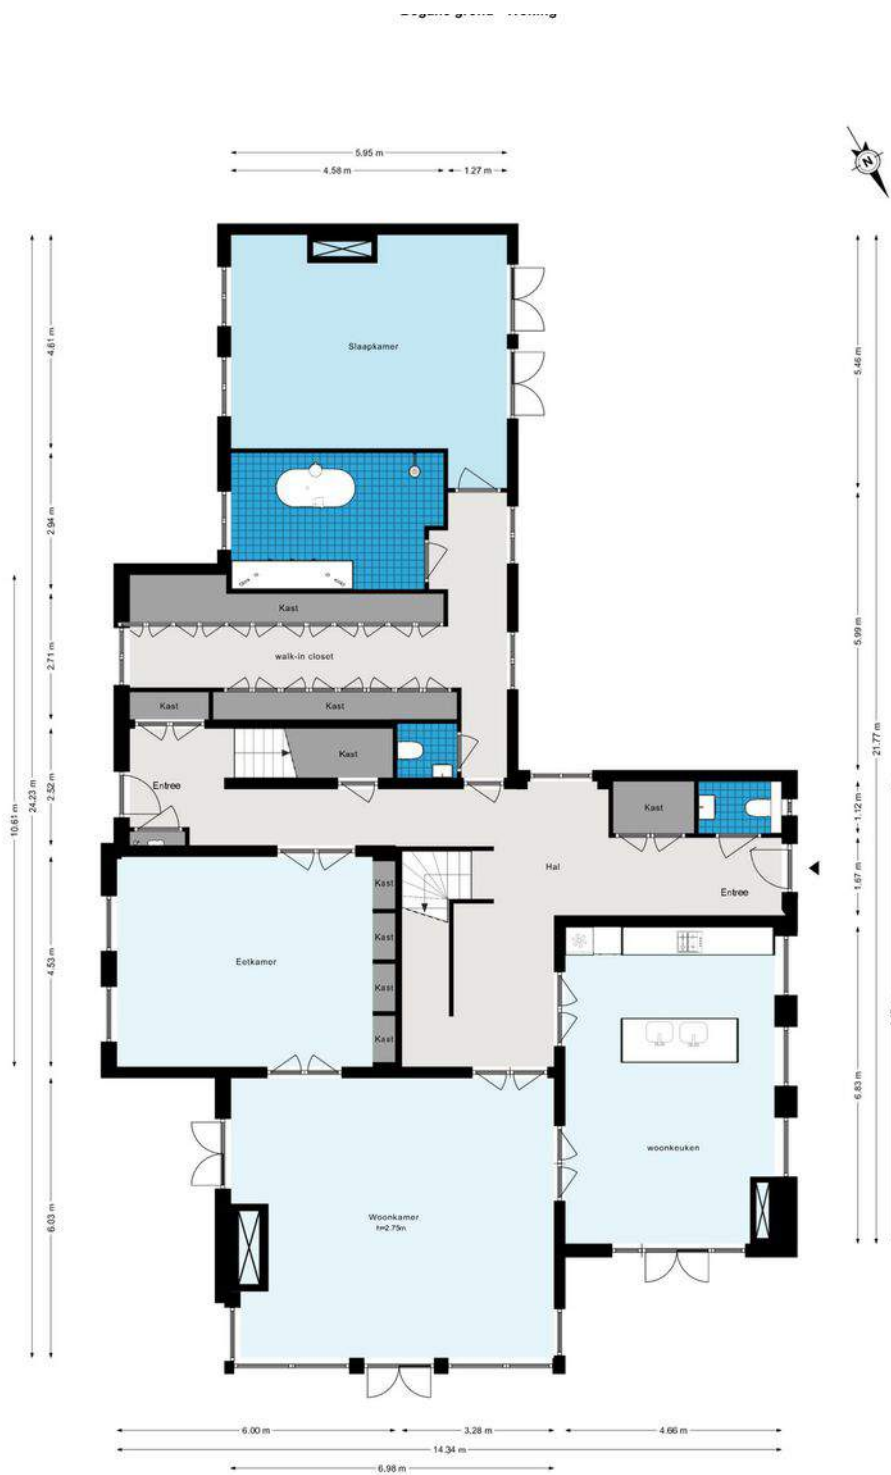 5.95 m
4.58 m
1.27 m
N
4.61 m
5.46 m
Slaapkamer
2.94 m
Kast
5.99 m
2.71 m
walk-in closet
21.77 m
Kast
Kast
10.61 m
24.23 m
2.52 m
Entree
Kast
Kast
1.12 m
Hal
Entree
1.67 m
Kast
Kast
Eetkamer
4.53 m
Kast
Kast
6.83 m
woonkeuken
6.03 m
Woonkamer
h=2.75m
6.00 m
3.28 m
4.66 m
14.34 m
6.98 m